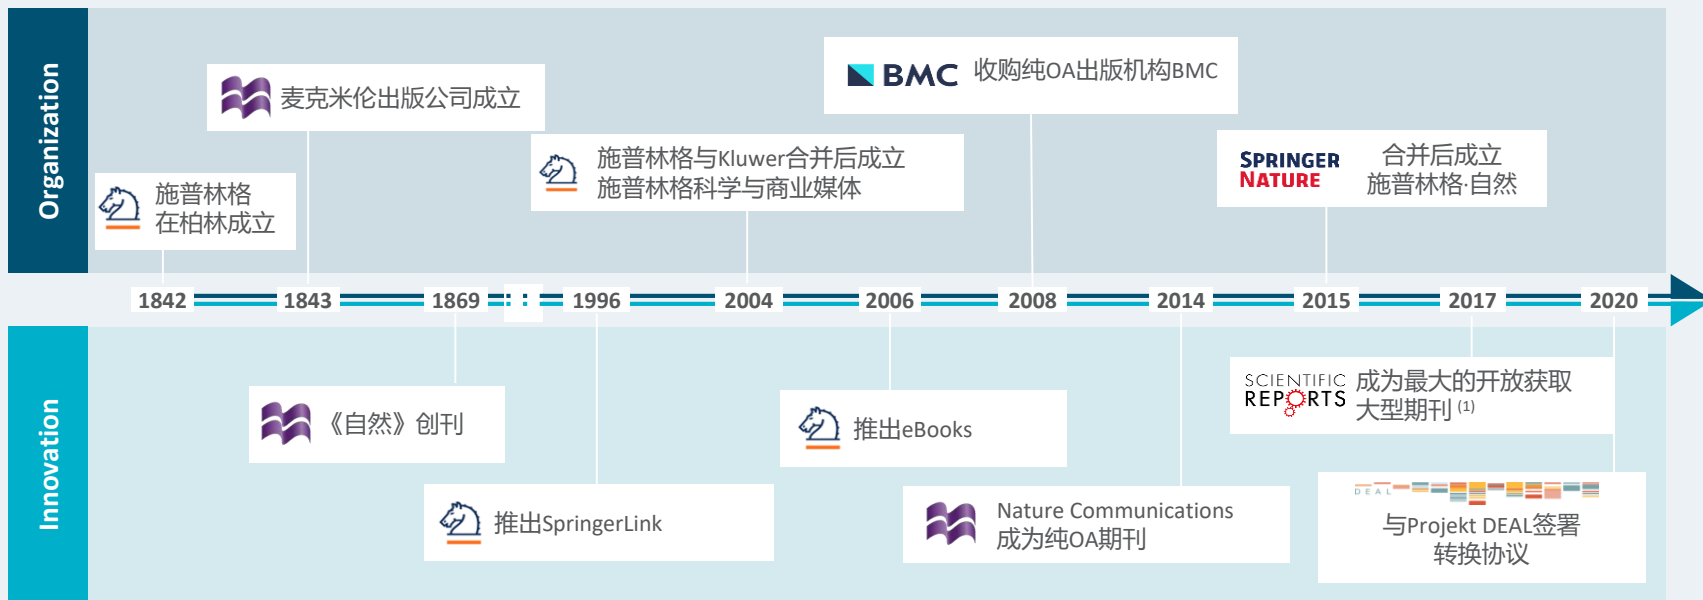 Organization
麦克米伦出版公司成立
BMC 收购纯OA出版机构BMC
施普林格
在柏林成立
施普林格与Kluwer合并后成立
施普林格科学与商业媒体
SPRINGER
NATURE
合并后成立
施普林格·自然
1842 1843 1869 1996 2004 2006 2008 2014 2015 2017 2020
Innovation
《自然》创刊
推出SpringerLink
推出eBooks
Nature Communications
成为纯OA期刊
SCIENTIFIC
REPORTS
成为最大的开放获取
大型期刊 (1)
DEAL
与Projekt DEAL签署
转换协议